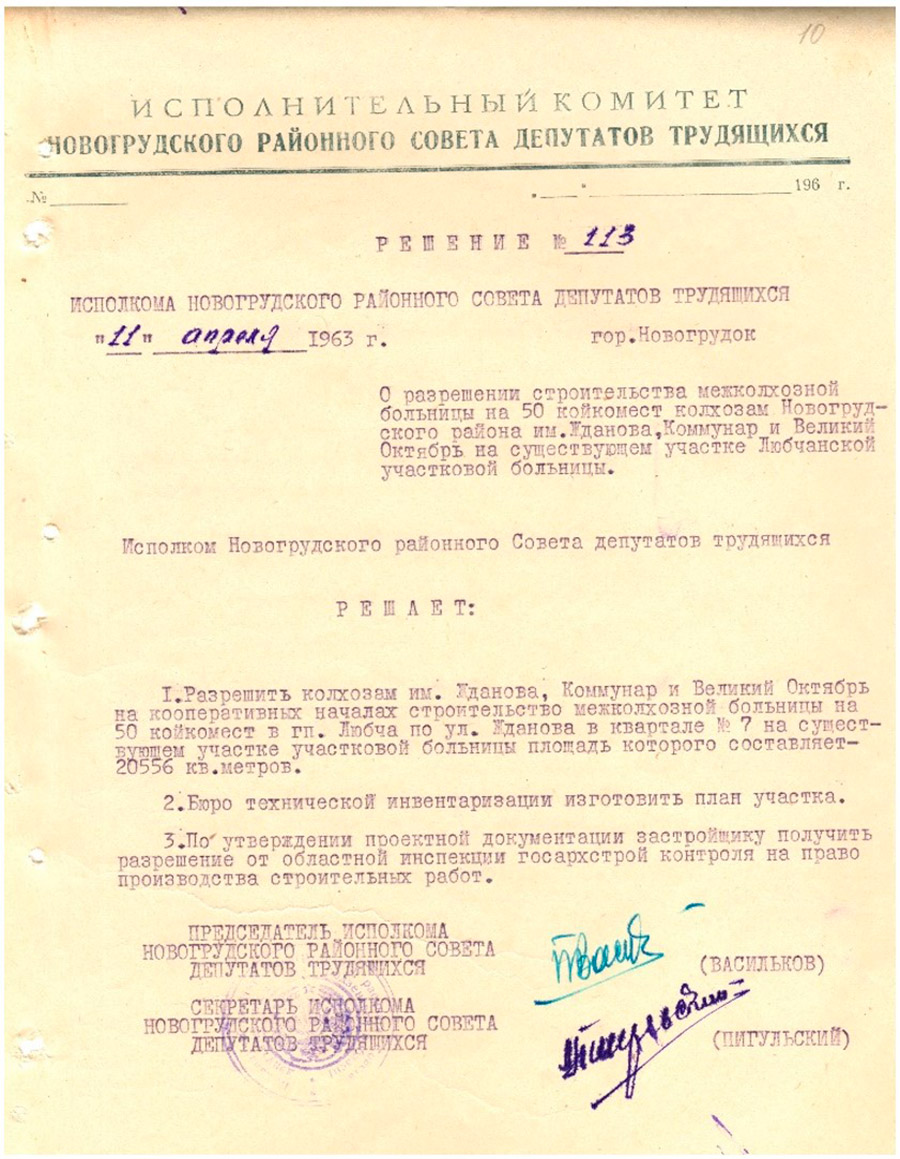 10
ИСПОЛНИТЕЛЬНЫЙ КОМИТЕТ
НОВОГРУДСКОГО РАЙОННОГО СОВЕТА ДЕПУТАТОВ ТРУДЯЩИХСЯ
№ ________ „____“ ____________ 196 г.
РЕШЕНИЕ № 113
ИСПОЛКОМА НОВОГРУДСКОГО РАЙОННОГО СОВЕТА ДЕПУТАТОВ ТРУДЯЩИХСЯ
"11" апреля 1963 г. гор.Новогрудок
О разрешении строительства межколхозной
больницы на 50 койкомест колхозам Новогруд-
ского района им.Жданова,Коммунар и Великий
Октябрь на существующем участке Любчанской
участковой больницы.
Исполком Новогрудского районного Совета депутатов трудящихся
РЕШАЕТ:
1.Разрешить колхозам им. Жданова, Коммунар и Великий Октябрь
на кооперативных началах строительство межколхозной больницы на
50 койкомест в гп. Любча по ул. Жданова в квартале № 7 на сущест-
вующем участке участковой больницы площадь которого составляет-
20556 кв.метров.
2.Бюро технической инвентаризации изготовить план участка.
3.По утверждении проектной документации застройщику получить
разрешение от областной инспекции госархстрой контроля на право
производства строительных работ.
ПРЕДСЕДАТЕЛЬ ИСПОЛКОМА
НОВОГРУДСКОГО РАЙОННОГО СОВЕТА
ДЕПУТАТОВ ТРУДЯЩИХСЯ (ВАСИЛЬКОВ)
СЕКРЕТАРЬ ИСПОЛКОМА
НОВОГРУДСКОГО РАЙОННОГО СОВЕТА
ДЕПУТАТОВ ТРУДЯЩИХСЯ (ПИГУЛЬСКИЙ)